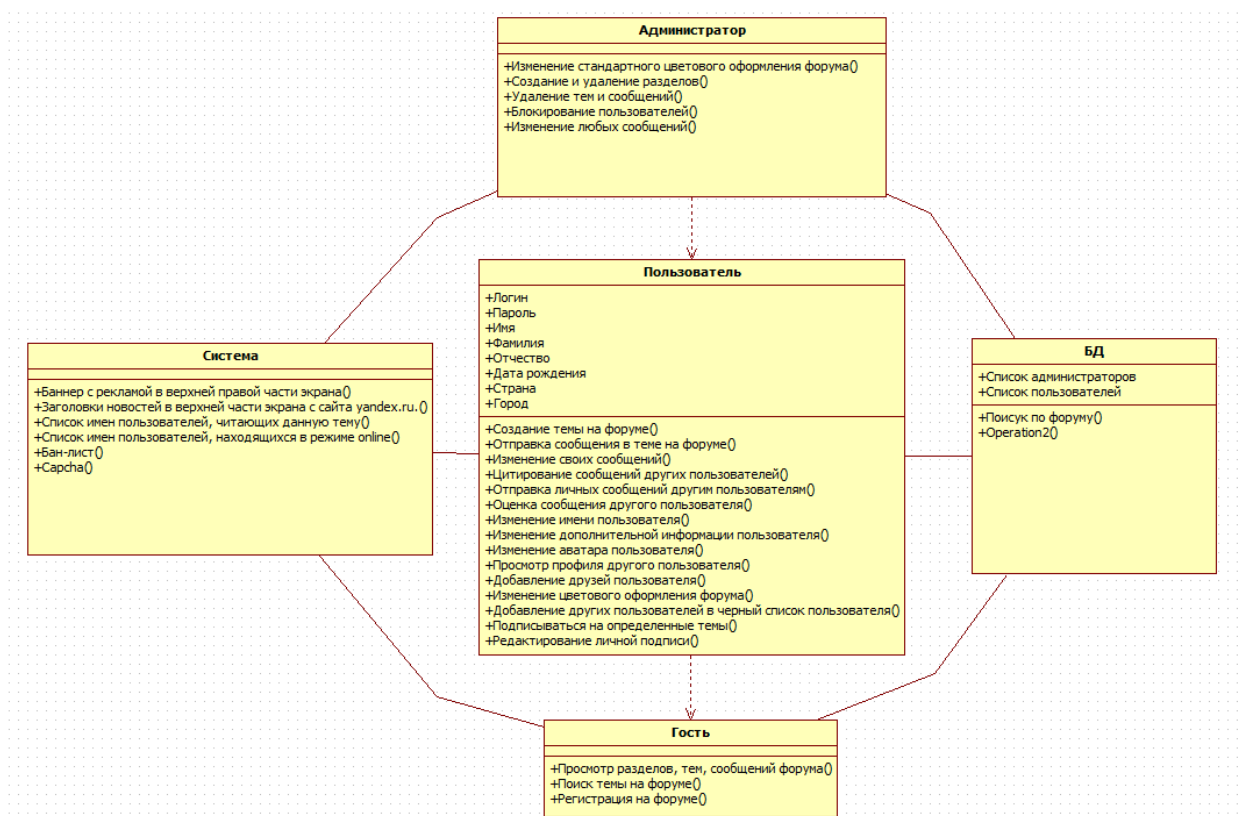 Администратор
+Изменение стандартного цветового оформления форума()
+Создание и удаление разделов()
+Удаление тем и сообщений()
+Блокирование пользователей()
+Изменение любых сообщений()
Пользователь
+Логин
+Пароль
+Имя
+Фамилия
+Отчество
+Дата рождения
+Страна
+Город
+Создание темы на форуме()
+Отправка сообщения в теме на форуме()
+Изменение своих сообщений()
+Цитирование сообщений других пользователей()
+Отправка личных сообщений другим пользователям()
+Оценка сообщения другого пользователя()
+Изменение имени пользователя()
+Изменение дополнительной информации пользователя()
+Изменение аватара пользователя()
+Просмотр профиля другого пользователя()
+Добавление друзей пользователя()
+Изменение цветового оформления форума()
+Добавление других пользователей в черный список пользователя()
+Подписываться на определенные темы()
+Редактирование личной подписи()
Система
+Баннер с рекламой в верхней правой части экрана()
+Заголовки новостей в верхней части экрана с сайта yandex.ru.()
+Список имен пользователей, читающих данную тему()
+Список имен пользователей, находящихся в режиме online()
+Бан-лист()
+Capcha()
БД
+Список администраторов
+Список пользователей
+Поисук по форуму()
+Operation2()
Гость
+Просмотр разделов, тем, сообщений форума()
+Поиск темы на форуме()
+Регистрация на форуме()